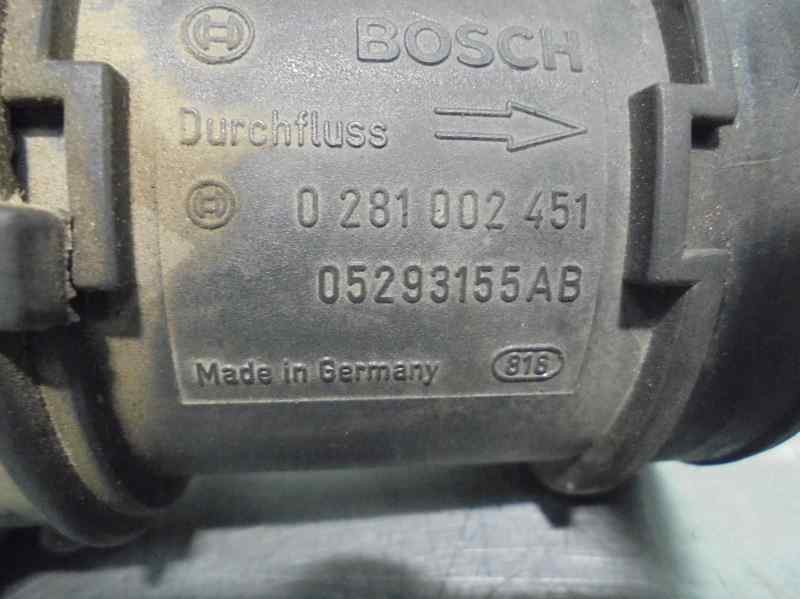 BOSCH
Durchfluss
0 281 002 451
05293155AB
Made in Germany 816